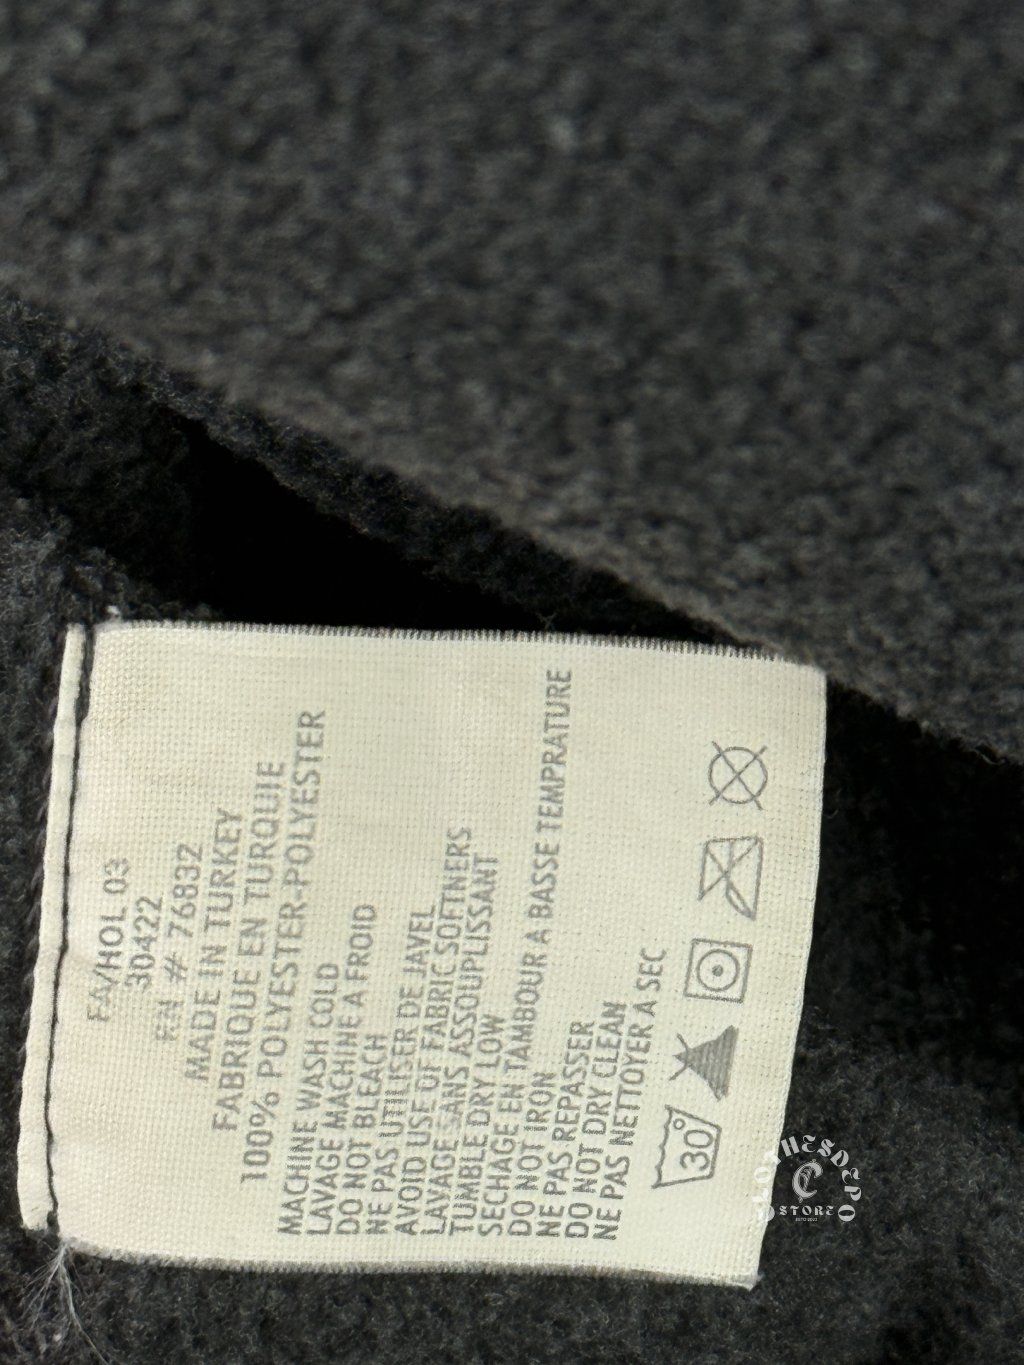 FA/HOL 03
30422
RN # 76832
MADE IN TURKEY
FABRIQUE EN TURQUIE
100% POLYESTER-POLYESTER
MACHINE WASH COLD
LAVAGE MACHINE A FROID
DO NOT BLEACH
NE PAS UTILISER DE JAVEL
AVOID USE OF FABRIC SOFTNERS
LAVAGE SANS ASSOUPLISSANT
TUMBLE DRY LOW
SECHAGE EN TAMBOUR A BASSE TEMPRATURE
DO NOT IRON
NE PAS REPASSER
DO NOT DRY CLEAN
NE PAS NETTOYER A SEC
30°
CLOTHESDEPO
STORE